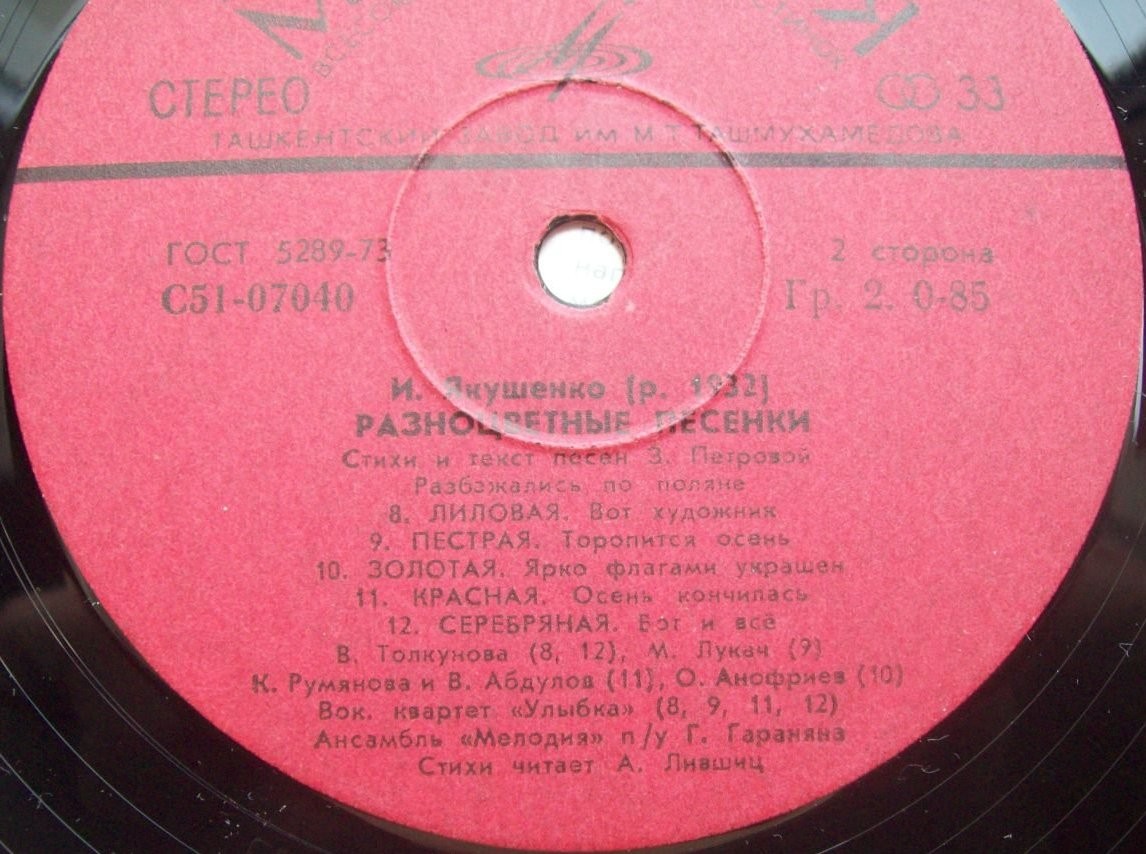 СТЕРЕО
33
ТАШКЕНТСКИЙ ЗАВОД им М.Т.ТАШМУХАМЕДОВА
ГОСТ 5289-73
2 сторона
С51-07040
Гр. 2. 0-85
И. Якушенко (р. 1932)
РАЗНОЦВЕТНЫЕ ПЕСЕНКИ
Стихи и текст песен З. Петровой
Разбежались по поляне
8. ЛИЛОВАЯ. Вот художник
9. ПЕСТРАЯ. Торопится осень
10. ЗОЛОТАЯ. Ярко флагами украшен
11. КРАСНАЯ. Осень кончилась
12. СЕРЕБРЯНАЯ. Вот и всё
В. Толкунова (8, 12), М. Лукач (9)
К. Румянова и В. Абдулов (11), О. Анофриев (10)
Вок. квартет «Улыбка» (8, 9, 11, 12)
Ансамбль «Мелодия» п/у Г. Гараняна
Стихи читает А. Лившиц